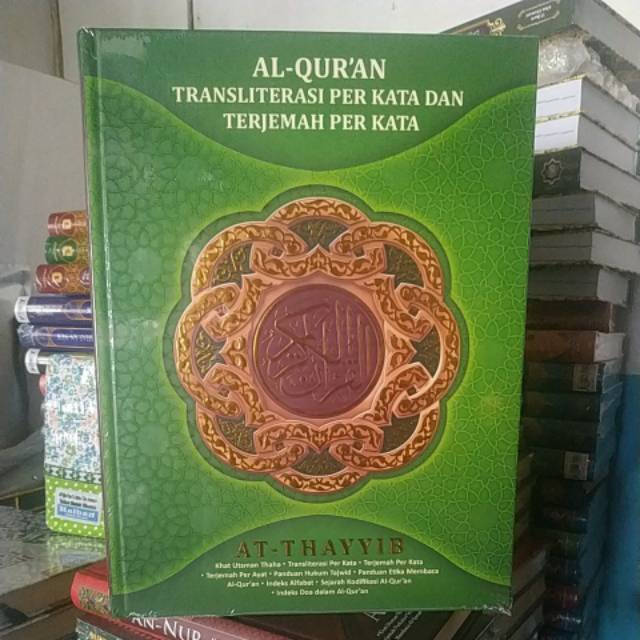 AL-QUR'AN
TRANSLITERASI PER KATA DAN
TERJEMAH PER KATA
AT-THAYYIB
Khat Utsman Thaha • Transliterasi Per Kata • Terjemah Per Kata
• Terjemah Per Ayat • Panduan Hukum Tajwid • Panduan Etika Membaca
Al-Qur'an • Indeks Alfabet • Sejarah Kodifikasi Al-Qur'an
• Indeks Doa dalam Al-Qur'an
AN-NUR